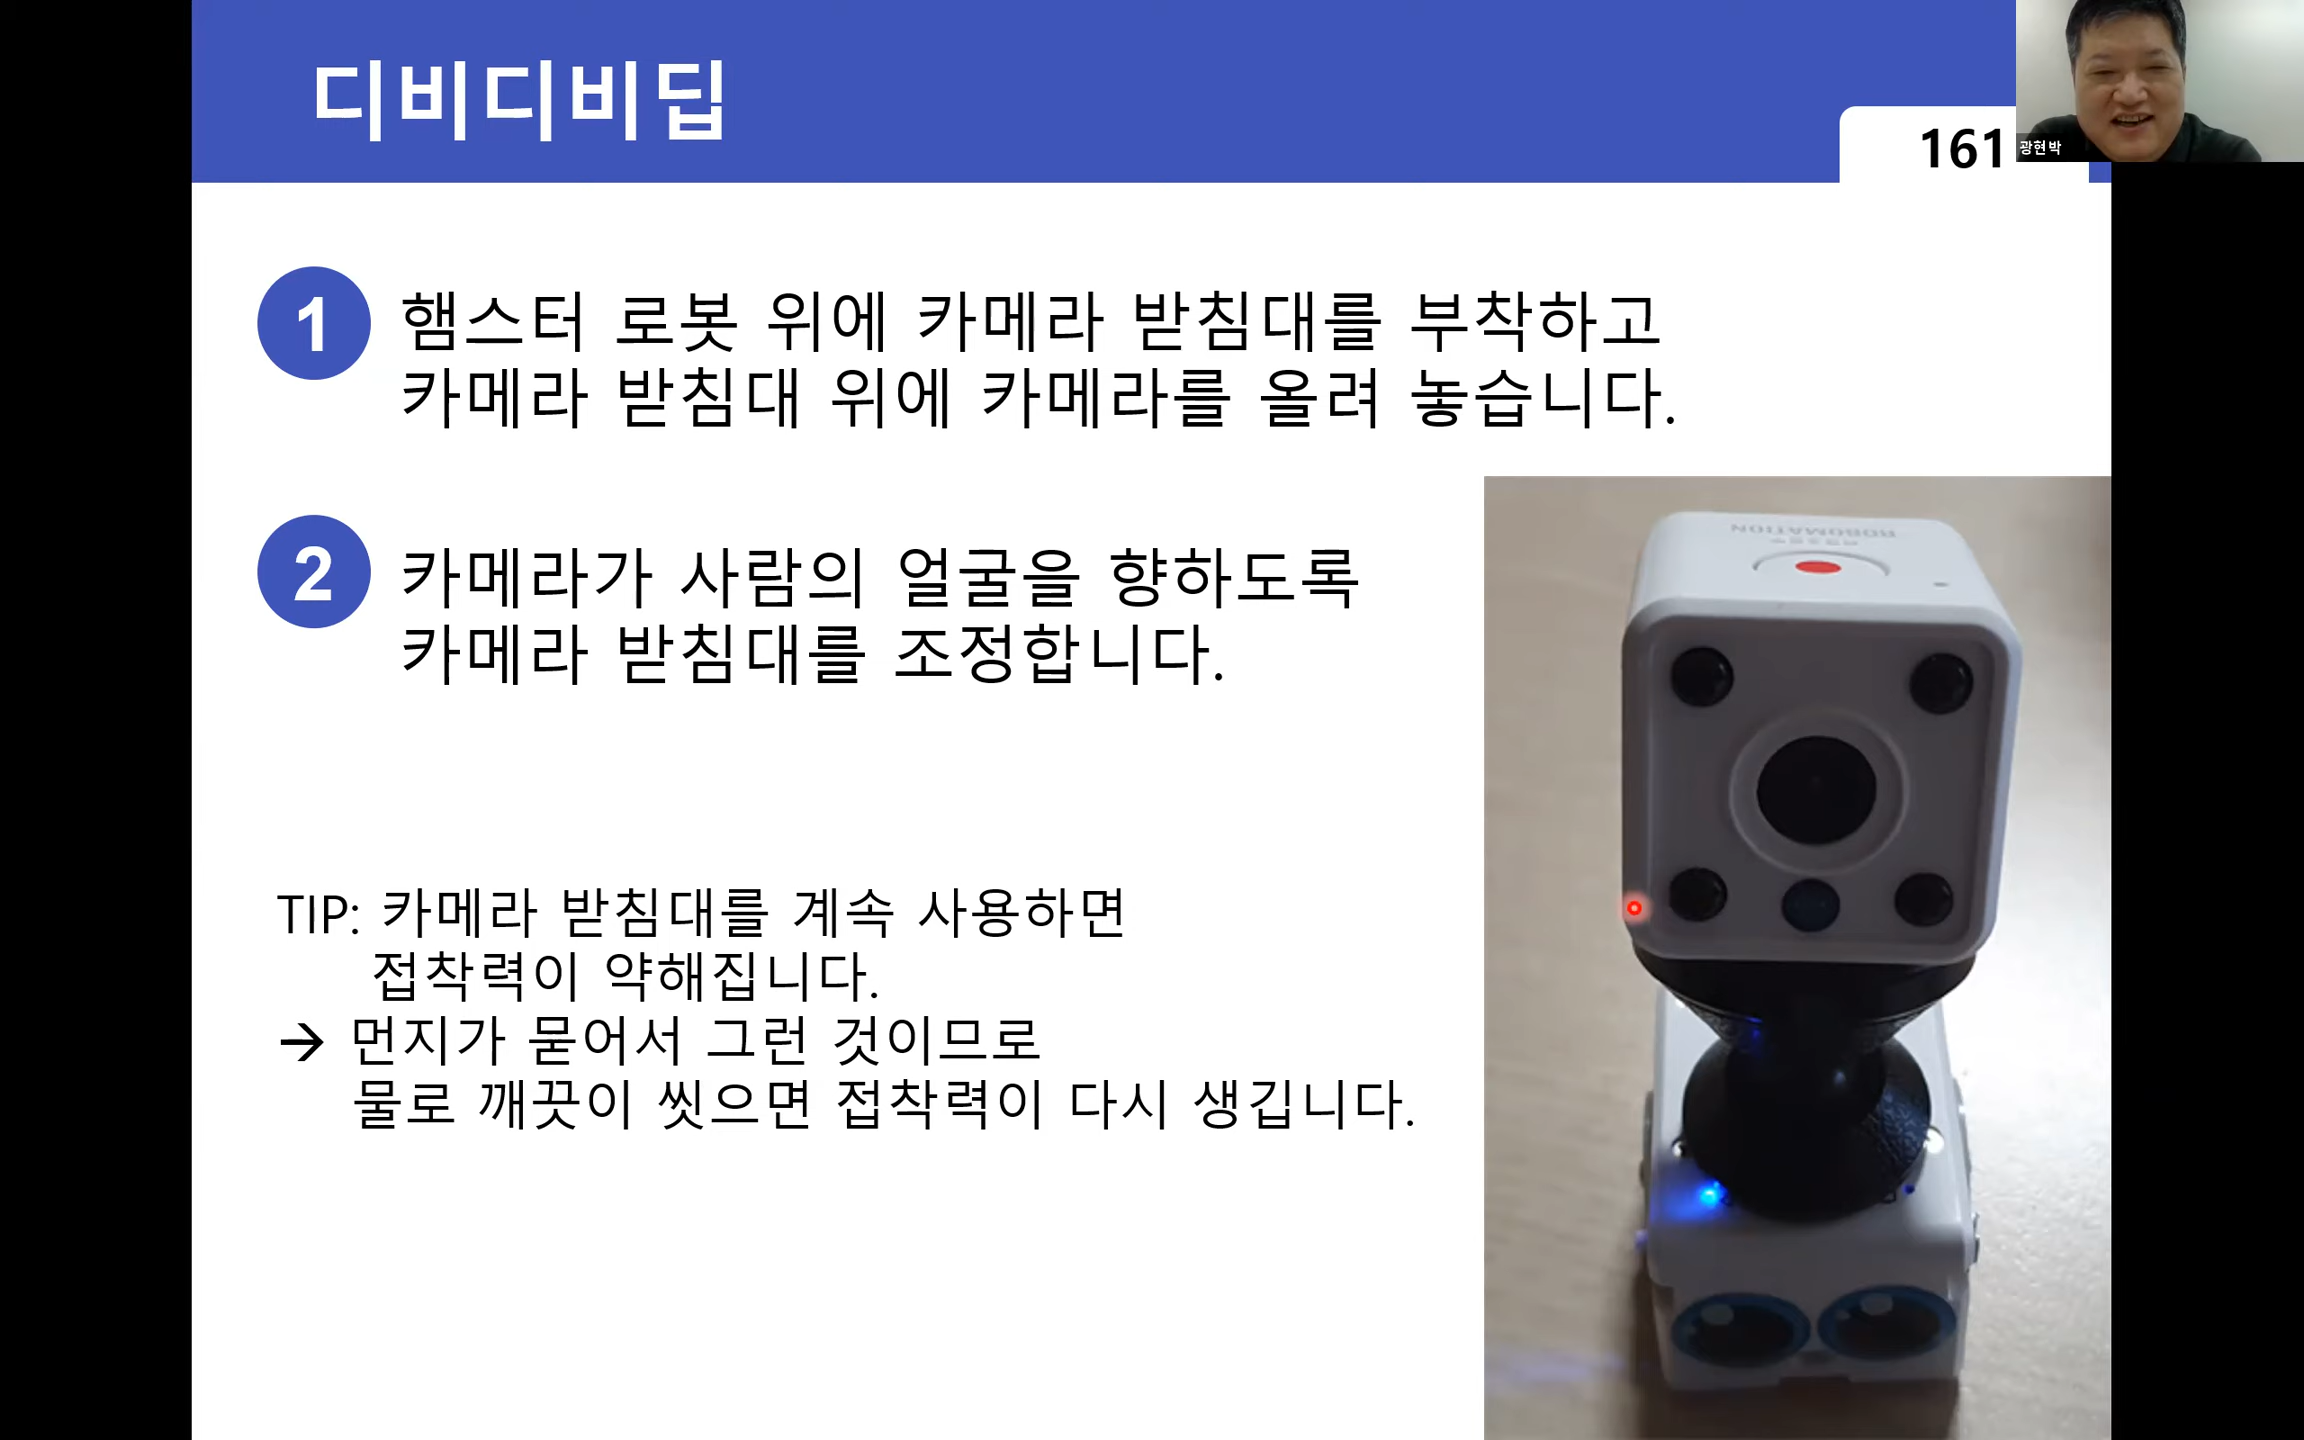 디비디비딥
161
광현박
1
햄스터 로봇 위에 카메라 받침대를 부착하고
카메라 받침대 위에 카메라를 올려 놓습니다.
2
카메라가 사람의 얼굴을 향하도록
카메라 받침대를 조정합니다.
ROBOMATION
TIP: 카메라 받침대를 계속 사용하면
접착력이 약해집니다.
→ 먼지가 묻어서 그런 것이므로
물로 깨끗이 씻으면 접착력이 다시 생깁니다.